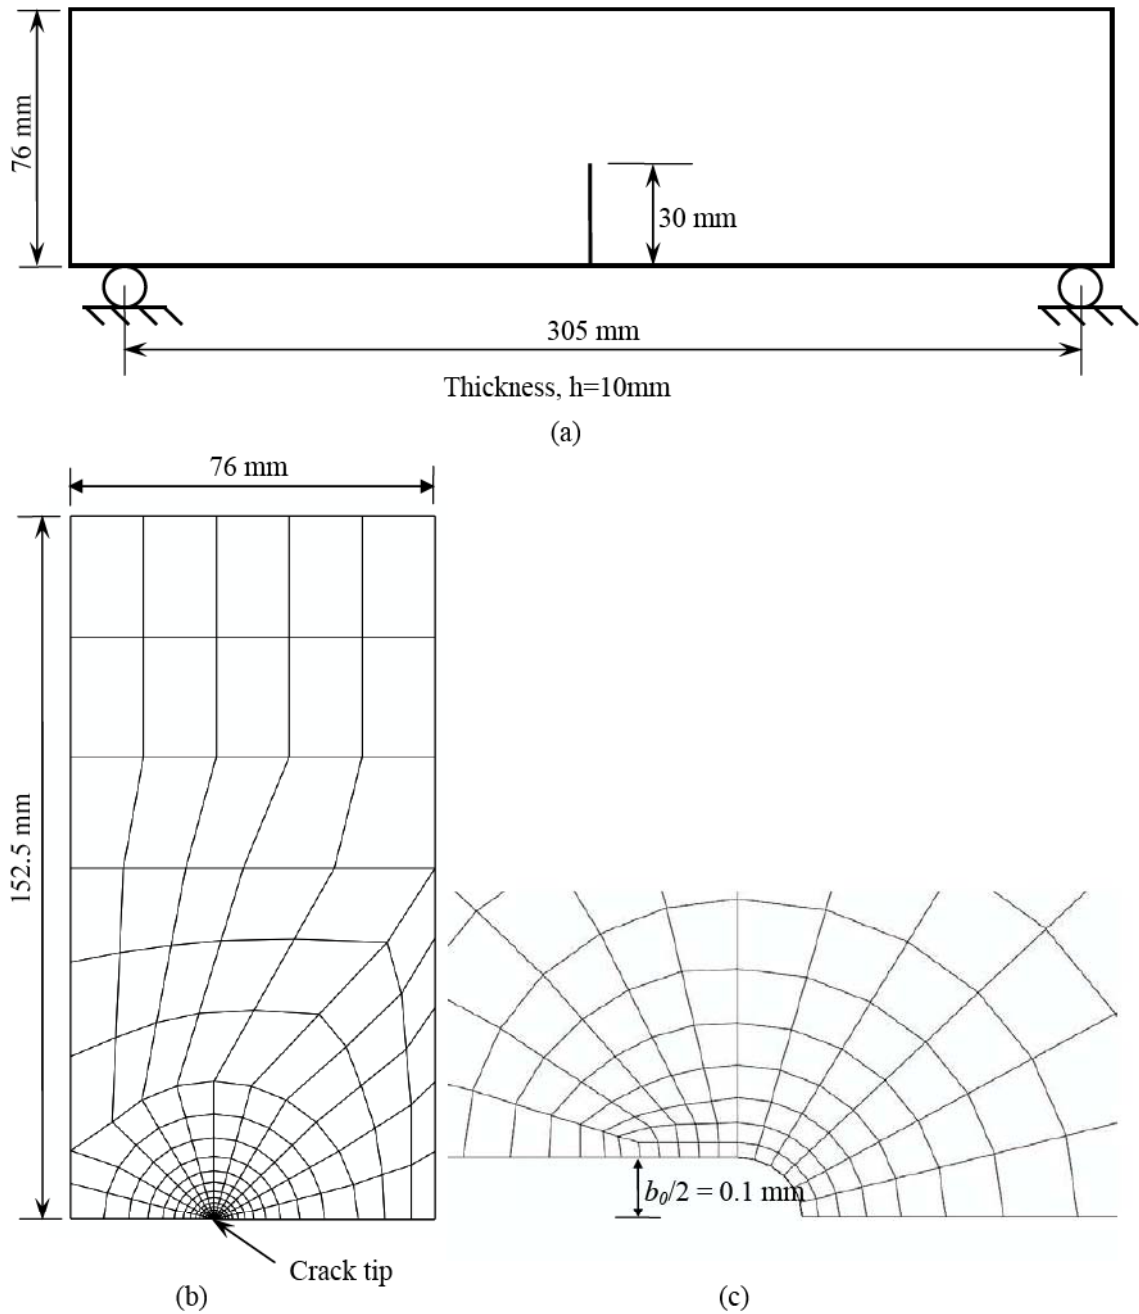 76 mm
30 mm
305 mm
Thickness, h=10mm
(a)
76 mm
152.5 mm
b₀/2 = 0.1 mm
Crack tip
(b)
(c)